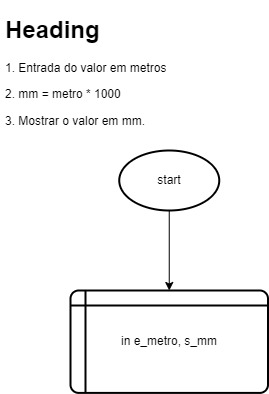 Heading
1. Entrada do valor em metros
2. mm = metro * 1000
3. Mostrar o valor em mm.
start
in e_metro, s_mm